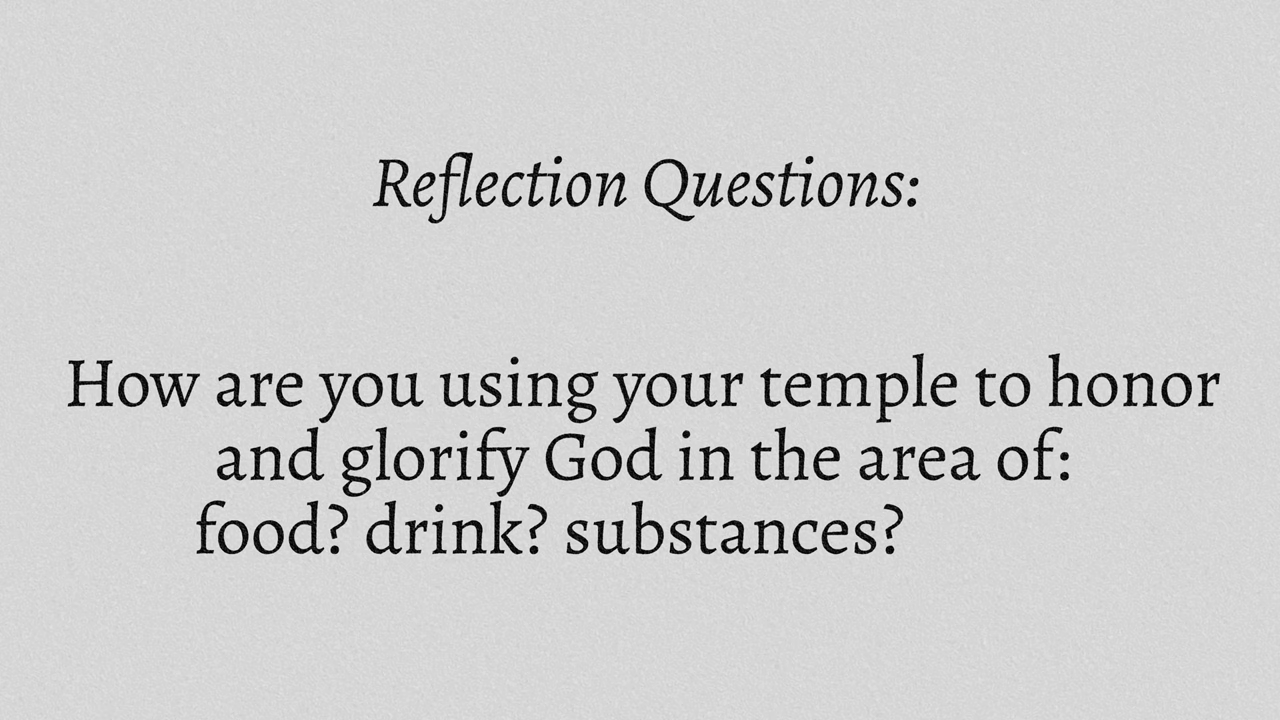 Reflection Questions:
How are you using your temple to honor
and glorify God in the area of:
food? drink? substances?